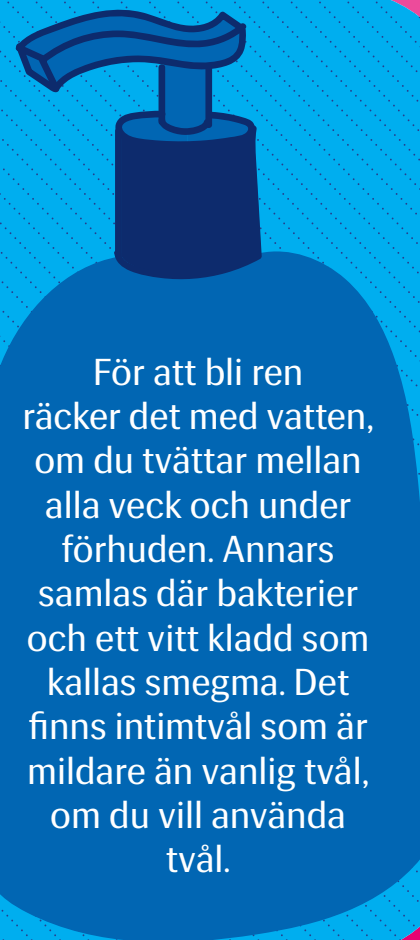 För att bli ren
räcker det med vatten,
om du tvättar mellan
alla veck och under
förhuden. Annars
samlas där bakterier
och ett vitt kladd som
kallas smegma. Det
finns intimtvål som är
mildare än vanlig tvål,
om du vill använda
tvål.